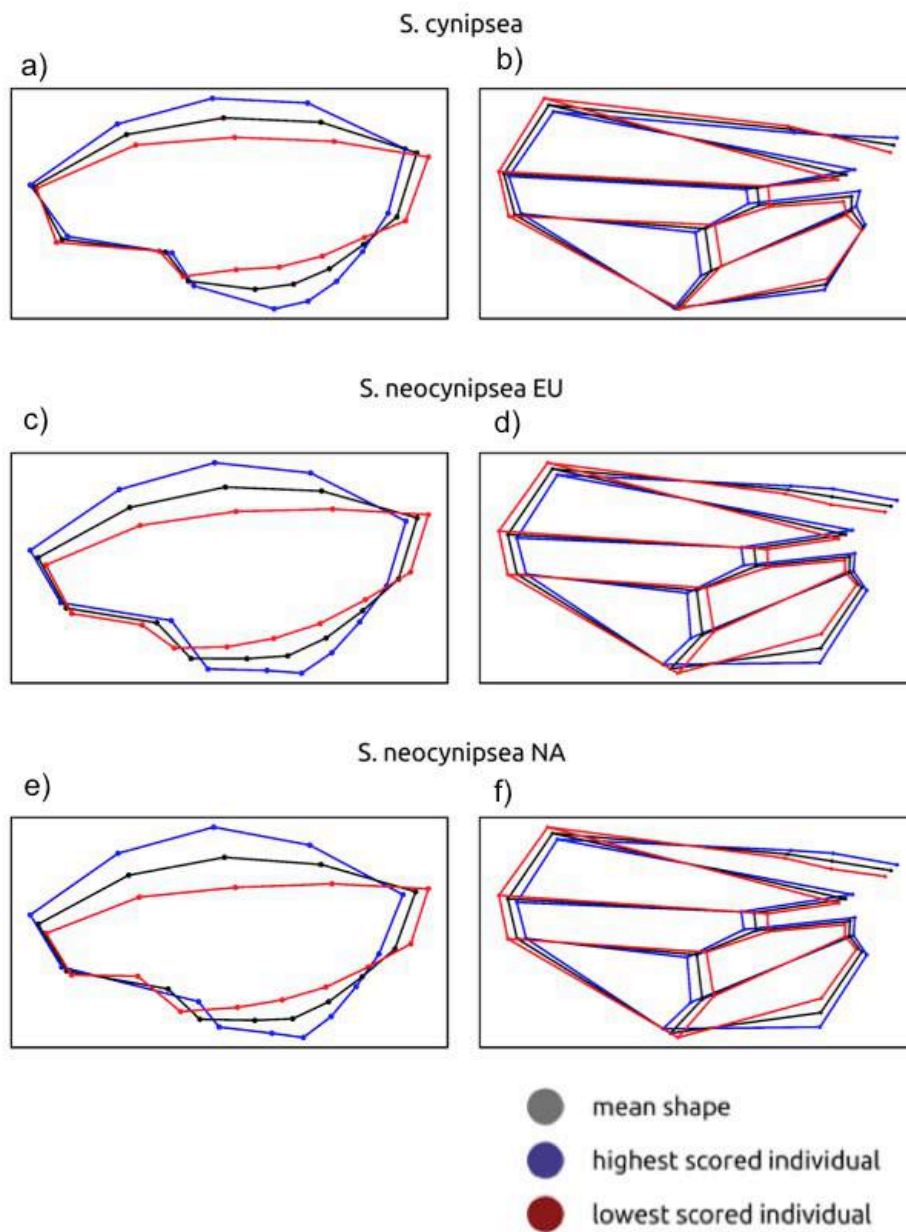 S. cynipsea
a) b)
S. neocynipsea EU
c) d)
S. neocynipsea NA
e) f)
mean shape
highest scored individual
lowest scored individual